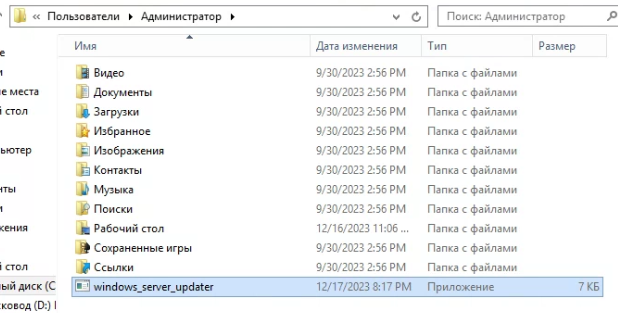 « Пользователи ▸ Администратор ▸ Поиск: Администратор
Имя Дата изменения Тип Размер
Видео 9/30/2023 2:56 PM Папка с файлами
Документы 9/30/2023 2:56 PM Папка с файлами
Загрузки 9/30/2023 2:56 PM Папка с файлами
Избранное 9/30/2023 2:56 PM Папка с файлами
Изображения 9/30/2023 2:56 PM Папка с файлами
Контакты 9/30/2023 2:56 PM Папка с файлами
Музыка 9/30/2023 2:56 PM Папка с файлами
Поиски 9/30/2023 2:56 PM Папка с файлами
Рабочий стол 12/16/2023 11:06 ... Папка с файлами
Сохраненные игры 9/30/2023 2:56 PM Папка с файлами
Ссылки 9/30/2023 2:56 PM Папка с файлами
windows_server_updater 12/17/2023 8:17 PM Приложение 7 КБ
е места
стол
ьютер
нты
жения
стол
ный диск (C
сковод (D:)